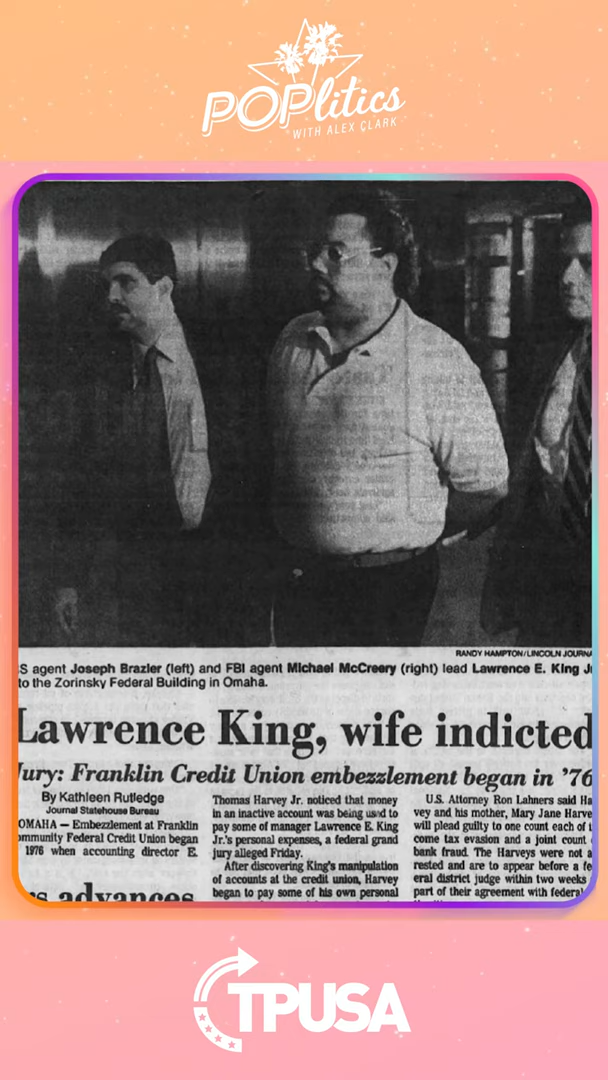 POPlitics
WITH ALEX CLARK
RANDY HAMPTON/LINCOLN JOURNA
S agent Joseph Brazier (left) and FBI agent Michael McCreery (right) lead Lawrence E. King J
to the Zorinsky Federal Building in Omaha.
Lawrence King, wife indicted
Jury: Franklin Credit Union embezzlement began in '76
By Kathleen Rutledge
Journal Statehouse Bureau
OMAHA — Embezzlement at Franklin
ommunity Federal Credit Union began
1976 when accounting director E.
Thomas Harvey Jr. noticed that money
in an inactive account was being used to
pay some of manager Lawrence E. King
Jr.'s personal expenses, a federal grand
jury alleged Friday.
After discovering King's manipulation
of accounts at the credit union, Harvey
began to pay some of his own personal
U.S. Attorney Ron Lahners said Ha
vey and his mother, Mary Jane Harve
will plead guilty to one count each of i
come tax evasion and a joint count
bank fraud. The Harveys were not a
rested and are to appear before a fe
eral district judge within two weeks
part of their agreement with federal
rs advances
TPUSA